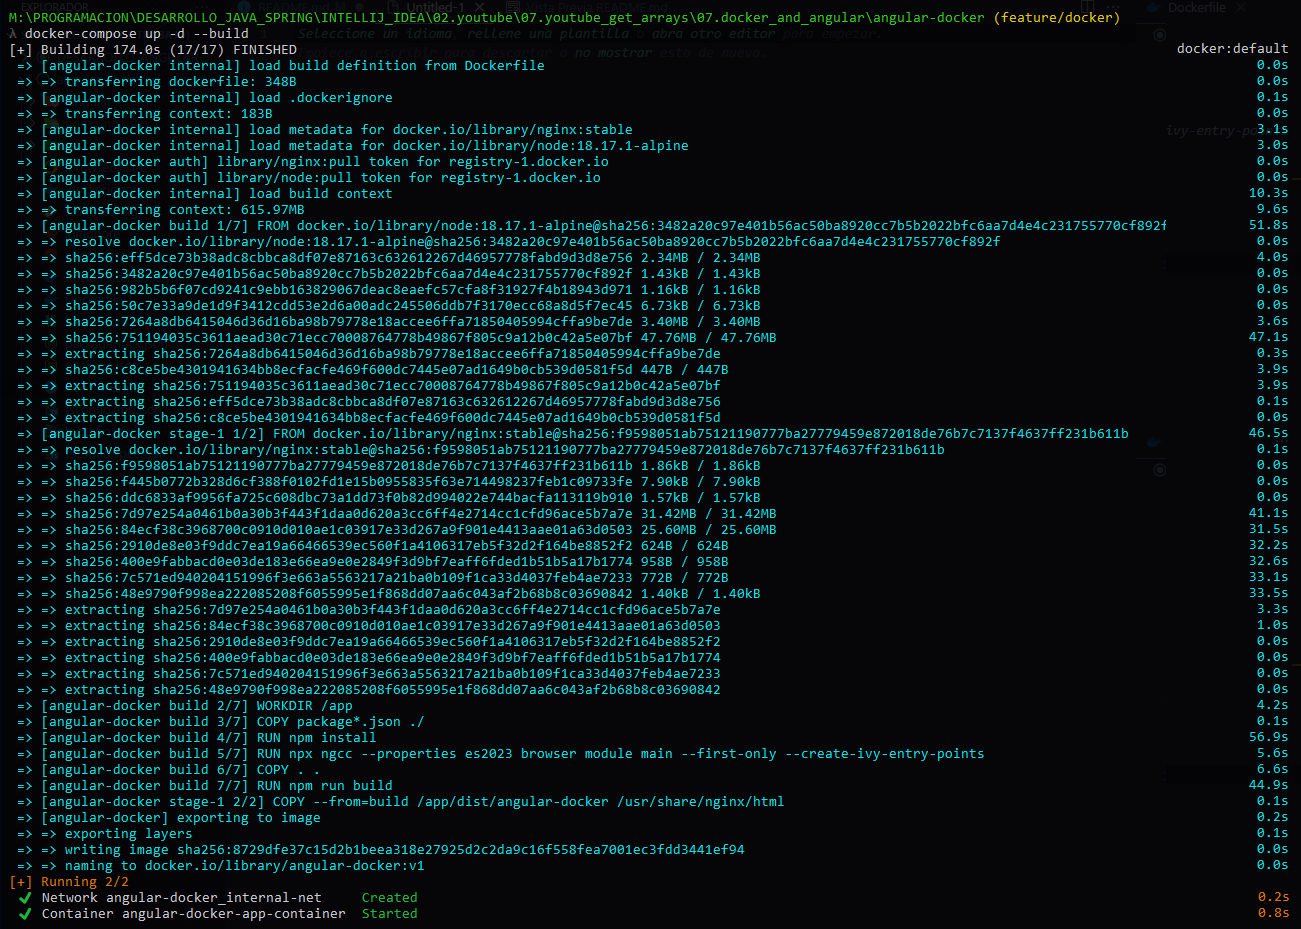 M:\PROGRAMACION\DESARROLLO_JAVA_SPRING\INTELLIJ_IDEA\02.youtube\07.youtube_get_arrays\07.docker_and_angular\angular-docker (feature/docker)
λ docker-compose up -d --build
[+] Building 174.0s (17/17) FINISHED docker:default
=> [angular-docker internal] load build definition from Dockerfile 0.0s
=> => transferring dockerfile: 348B 0.0s
=> [angular-docker internal] load .dockerignore 0.1s
=> => transferring context: 183B 0.0s
=> [angular-docker internal] load metadata for docker.io/library/nginx:stable 3.1s
=> [angular-docker internal] load metadata for docker.io/library/node:18.17.1-alpine 3.0s
=> [angular-docker auth] library/nginx:pull token for registry-1.docker.io 0.0s
=> [angular-docker auth] library/node:pull token for registry-1.docker.io 0.0s
=> [angular-docker internal] load build context 10.3s
=> => transferring context: 615.97MB 9.6s
=> [angular-docker build 1/7] FROM docker.io/library/node:18.17.1-alpine@sha256:3482a20c97e401b56ac50ba8920cc7b5b2022bfc6aa7d4e4c231755770cf892f 51.8s
=> => resolve docker.io/library/node:18.17.1-alpine@sha256:3482a20c97e401b56ac50ba8920cc7b5b2022bfc6aa7d4e4c231755770cf892f 0.0s
=> => sha256:eff5dce73b38adc8cbbca8df07e87163c632612267d46957778fabd9d3d8e756 2.34MB / 2.34MB 4.0s
=> => sha256:3482a20c97e401b56ac50ba8920cc7b5b2022bfc6aa7d4e4c231755770cf892f 1.43kB / 1.43kB 0.0s
=> => sha256:982b5b6f07cd9241c9ebb163829067deac8eaefc57cfa8f31927f4b18943d971 1.16kB / 1.16kB 0.0s
=> => sha256:50c7e33a9de1d9f3412cdd53e2d6a00adc245506ddb7f3170ecc68a8d5f7ec45 6.73kB / 6.73kB 0.0s
=> => sha256:7264a8db6415046d36d16ba98b79778e18accee6ffa71850405994cffa9be7de 3.40MB / 3.40MB 3.6s
=> => sha256:751194035c3611aead30c71ecc70008764778b49867f805c9a12b0c42a5e07bf 47.76MB / 47.76MB 47.1s
=> => extracting sha256:7264a8db6415046d36d16ba98b79778e18accee6ffa71850405994cffa9be7de 0.3s
=> => sha256:c8ce5be4301941634bb8ecfacfe469f600dc7445e07ad1649b0cb539d0581f5d 447B / 447B 3.9s
=> => extracting sha256:751194035c3611aead30c71ecc70008764778b49867f805c9a12b0c42a5e07bf 3.9s
=> => extracting sha256:eff5dce73b38adc8cbbca8df07e87163c632612267d46957778fabd9d3d8e756 0.1s
=> => extracting sha256:c8ce5be4301941634bb8ecfacfe469f600dc7445e07ad1649b0cb539d0581f5d 0.0s
=> [angular-docker stage-1 1/2] FROM docker.io/library/nginx:stable@sha256:f9598051ab75121190777ba27779459e872018de76b7c7137f4637ff231b611b 46.5s
=> => resolve docker.io/library/nginx:stable@sha256:f9598051ab75121190777ba27779459e872018de76b7c7137f4637ff231b611b 0.1s
=> => sha256:f9598051ab75121190777ba27779459e872018de76b7c7137f4637ff231b611b 1.86kB / 1.86kB 0.0s
=> => sha256:f445b0772b328d6cf388f0102fd1e15b0955835f63e714498237feb1c09733fe 7.90kB / 7.90kB 0.0s
=> => sha256:ddc6833af9956fa725c608dbc73a1dd73f0b82d994022e744bacfa113119b910 1.57kB / 1.57kB 0.0s
=> => sha256:7d97e254a0461b0a30b3f443f1daa0d620a3cc6ff4e2714cc1cfd96ace5b7a7e 31.42MB / 31.42MB 41.1s
=> => sha256:84ecf38c3968700c0910d010ae1c03917e33d267a9f901e4413aae01a63d0503 25.60MB / 25.60MB 31.5s
=> => sha256:2910de8e03f9ddc7ea19a66466539ec560f1a4106317eb5f32d2f164be8852f2 624B / 624B 32.2s
=> => sha256:400e9fabbacd0e03de183e66ea9e0e2849f3d9bf7eaff6fded1b51b5a17b1774 958B / 958B 32.6s
=> => sha256:7c571ed940204151996f3e663a5563217a21ba0b109f1ca33d4037feb4ae7233 772B / 772B 33.1s
=> => sha256:48e9790f998ea222085208f6055995e1f868dd07aa6c043af2b68b8c03690842 1.40kB / 1.40kB 33.5s
=> => extracting sha256:7d97e254a0461b0a30b3f443f1daa0d620a3cc6ff4e2714cc1cfd96ace5b7a7e 3.3s
=> => extracting sha256:84ecf38c3968700c0910d010ae1c03917e33d267a9f901e4413aae01a63d0503 1.0s
=> => extracting sha256:2910de8e03f9ddc7ea19a66466539ec560f1a4106317eb5f32d2f164be8852f2 0.0s
=> => extracting sha256:400e9fabbacd0e03de183e66ea9e0e2849f3d9bf7eaff6fded1b51b5a17b1774 0.0s
=> => extracting sha256:7c571ed940204151996f3e663a5563217a21ba0b109f1ca33d4037feb4ae7233 0.0s
=> => extracting sha256:48e9790f998ea222085208f6055995e1f868dd07aa6c043af2b68b8c03690842 0.0s
=> [angular-docker build 2/7] WORKDIR /app 4.2s
=> [angular-docker build 3/7] COPY package*.json ./ 0.1s
=> [angular-docker build 4/7] RUN npm install 56.9s
=> [angular-docker build 5/7] RUN npx ngcc --properties es2023 browser module main --first-only --create-ivy-entry-points 5.6s
=> [angular-docker build 6/7] COPY . . 6.6s
=> [angular-docker build 7/7] RUN npm run build 44.9s
=> [angular-docker stage-1 2/2] COPY --from=build /app/dist/angular-docker /usr/share/nginx/html 0.1s
=> [angular-docker] exporting to image 0.2s
=> => exporting layers 0.1s
=> => writing image sha256:8729dfe37c15d2b1beea318e27925d2c2da9c16f558fea7001ec3fdd3441ef94 0.0s
=> => naming to docker.io/library/angular-docker:v1 0.0s
[+] Running 2/2
✔ Network angular-docker_internal-net Created 0.2s
✔ Container angular-docker-app-container Started 0.8s